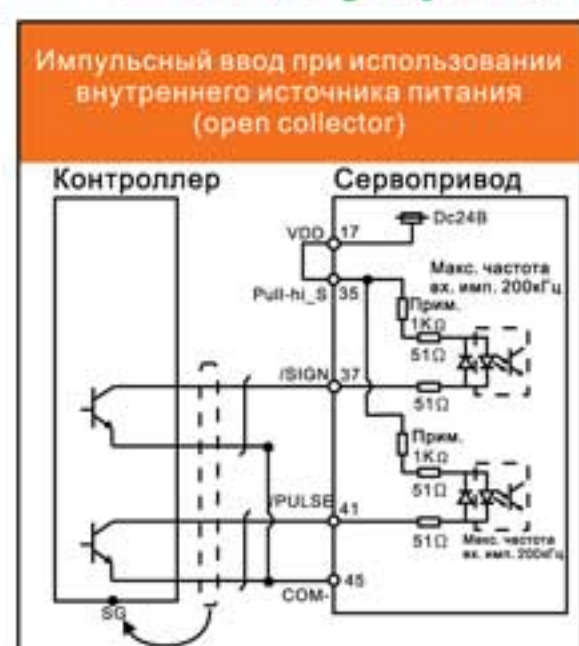 Импульсный ввод при использовании
внутреннего источника питания
(open collector)
Контроллер
Сервопривод
Dc24В
VDD 17
Макс. частота
вх. имп. 200кГц
Pull-hi_S 35
Прим.
1KΩ
51Ω
/SIGN 37
51Ω
Прим.
1KΩ
51Ω
/PULSE 41
51Ω
Макс. частота
вх. имп. 200кГц
COM- 45
SG